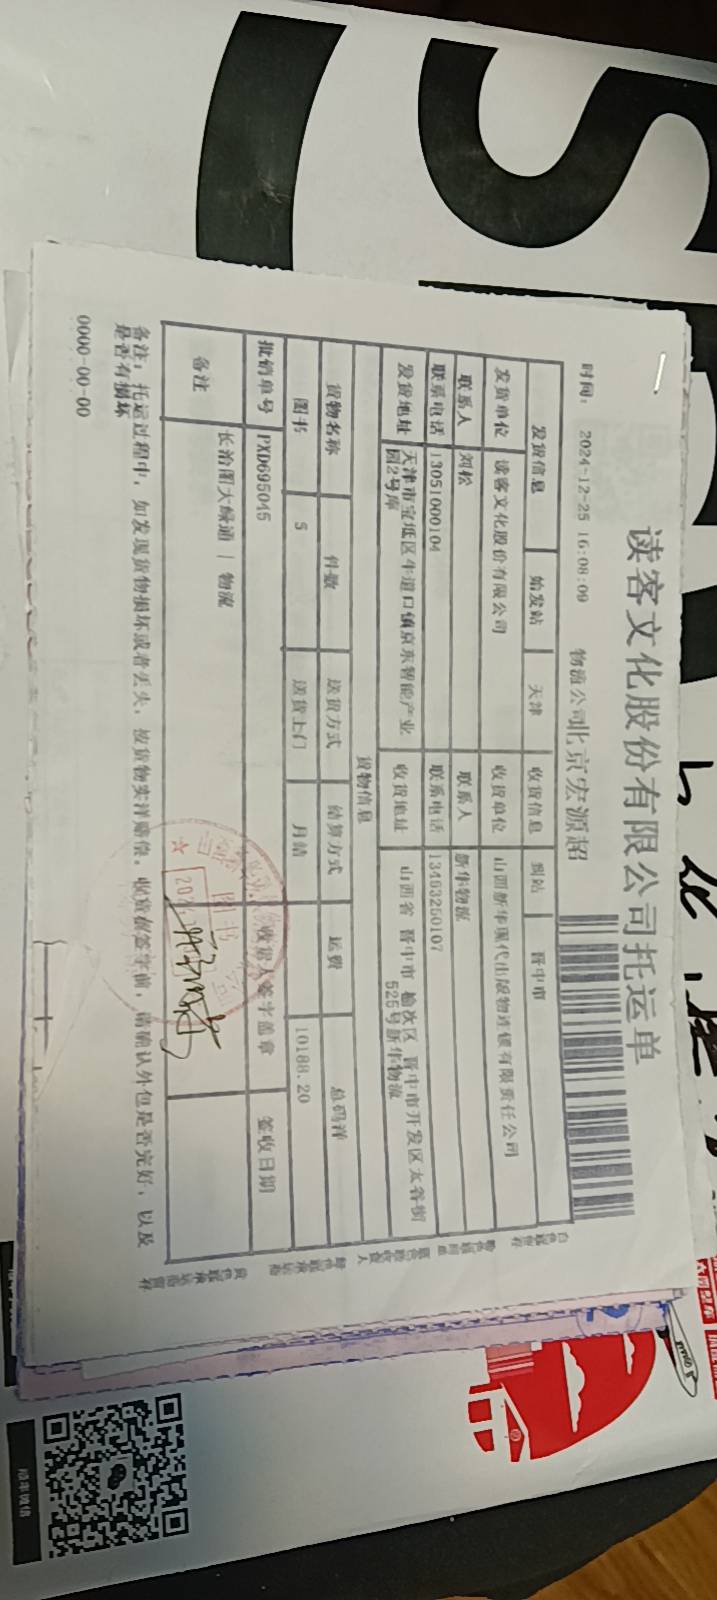 读客文化股份有限公司托运单
时间: 2024-12-25 16:08:09 物流公司北京宏源超
发货信息 始发站 天津 收货信息 到站 晋中市
发货单位 读客文化股份有限公司 收货单位 山西新华现代出版物连锁有限责任公司
联系人 刘松 联系人 新华物流
联系电话 13051000104 联系电话 13463250107
发货地址 天津市宝坻区牛道口镇京东智能产业园2号库 收货地址 山西省 晋中市 榆次区 晋中市开发区太谷街525号新华物流
货物信息
货物名称 件数 送货方式 结算方式 运费 总码洋
图书 5 送货上门 月结 10188.20
批销单号 PXD695045 收货人签字盖章 签收日期
备注 长治图大绿通 | 物流
备注: 托运过程中, 如发现货物损坏或者丢失, 按货物实洋赔偿。收货在签字前, 请确认外包是否完好, 以及
是否有损坏
0000-00-00